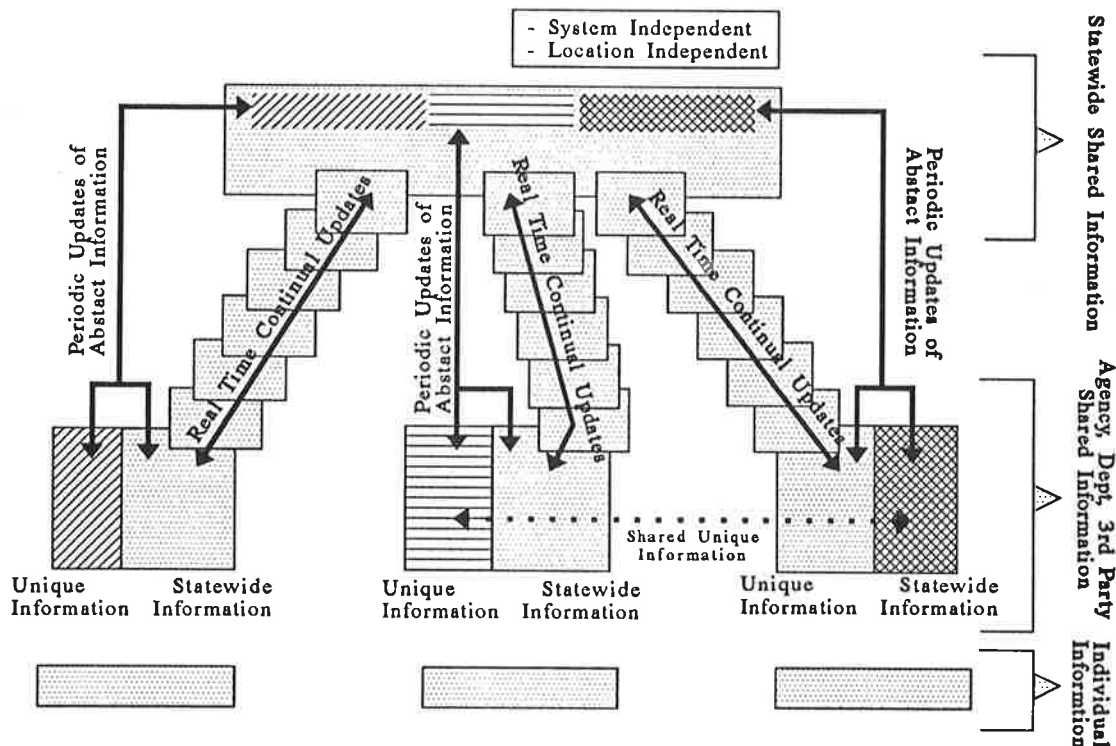 - System Independent
- Location Independent
Statewide Shared Information
Periodic Updates of
Abstact Information
Real Time Continual Updates
Periodic Updates of
Abstact Information
Real Time Continual Updates
Real Time Continual Updates
Periodic Updates of
Abstact Information
Agency, Dept, 3rd Party
Shared Information
Shared Unique
Information
Unique
Information
Statewide
Information
Unique
Information
Statewide
Information
Unique
Information
Statewide
Information
Individual
Informtion